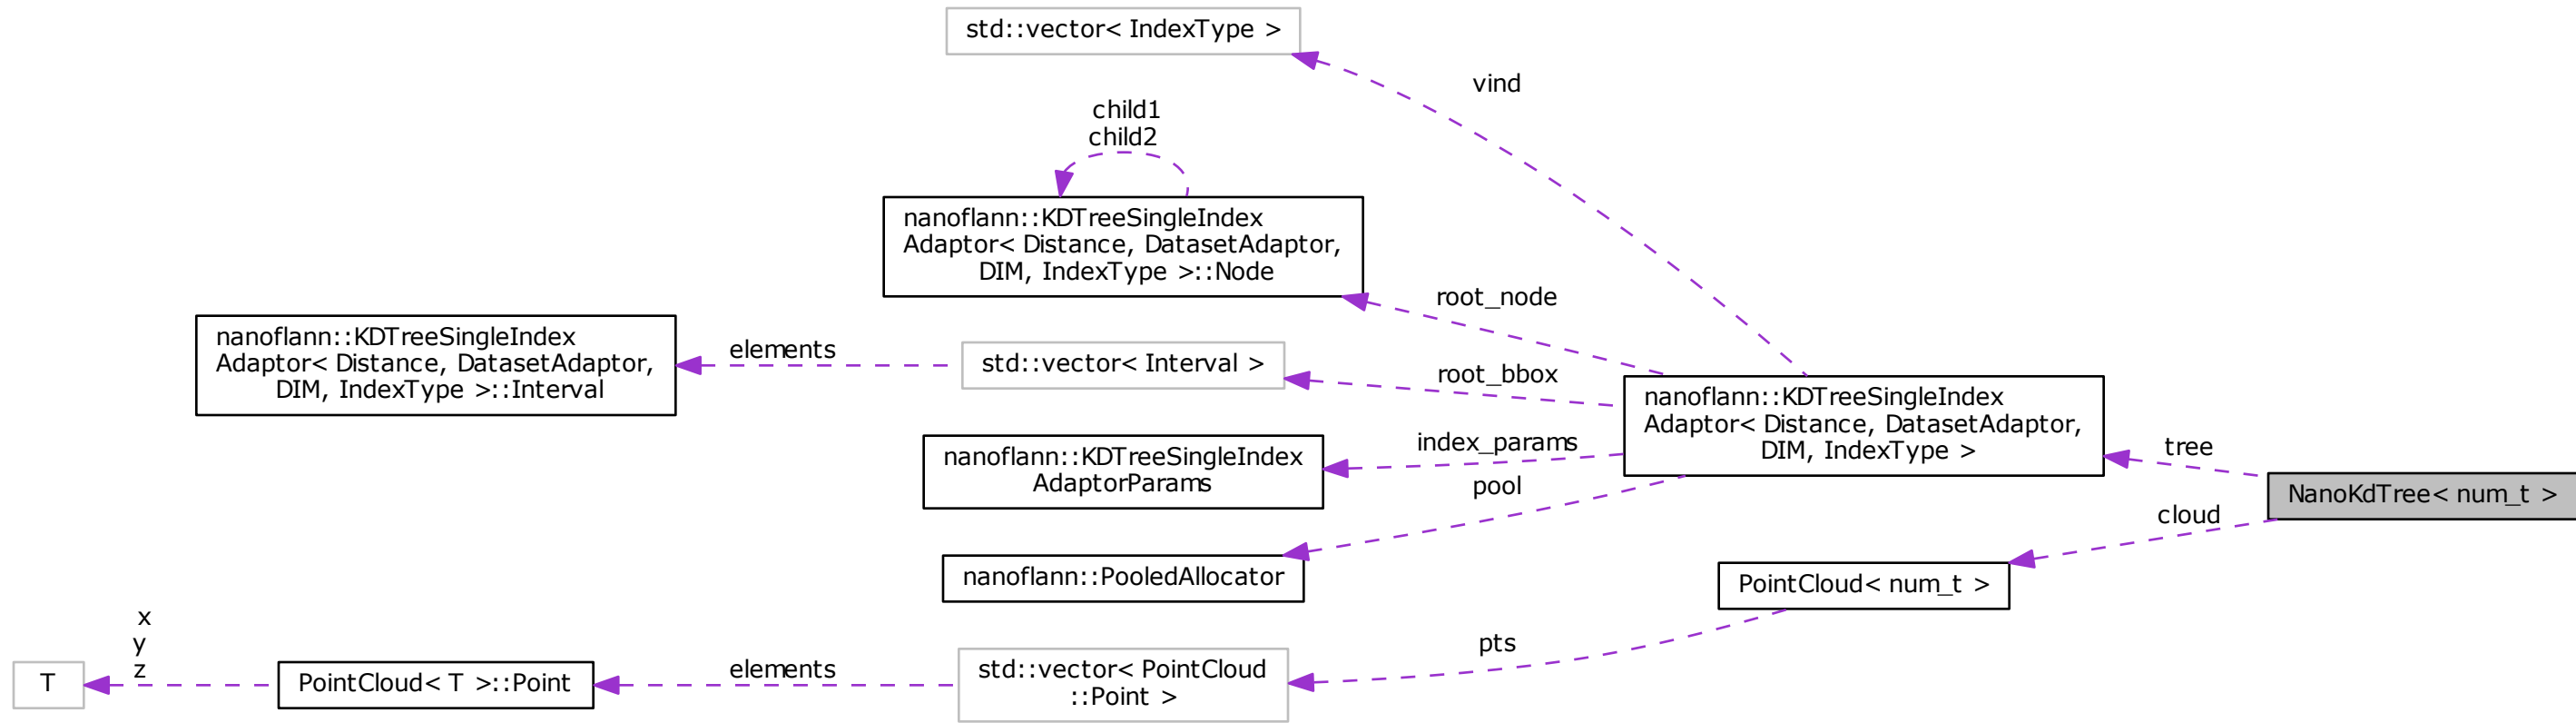 std::vector< IndexType >
vind
child1
child2
nanoflann::KDTreeSingleIndex
Adaptor< Distance, DatasetAdaptor,
DIM, IndexType >::Node
root_node
nanoflann::KDTreeSingleIndex
Adaptor< Distance, DatasetAdaptor,
DIM, IndexType >::Interval
elements
std::vector< Interval >
root_bbox
nanoflann::KDTreeSingleIndex
Adaptor< Distance, DatasetAdaptor,
DIM, IndexType >
tree
NanoKdTree< num_t >
nanoflann::KDTreeSingleIndex
AdaptorParams
index_params
pool
nanoflann::PooledAllocator
cloud
PointCloud< num_t >
pts
x
y
z
T
PointCloud< T >::Point
elements
std::vector< PointCloud
::Point >